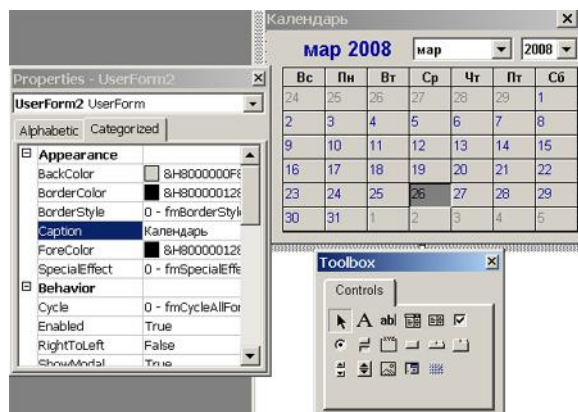 Календарь
мар 2008 мар 2008
Вс Пн Вт Ср Чт Пт Сб
24 25 26 27 28 29 1
2 3 4 5 6 7 8
9 10 11 12 13 14 15
16 17 18 19 20 21 22
23 24 25 26 27 28 29
30 31 1 2 3 4 5
Properties - UserForm2
UserForm2 UserForm
Alphabetic Categorized
Appearance
BackColor &H8000000F&
BorderColor &H80000012&
BorderStyle 0 - fmBorderStyl
Caption Календарь
ForeColor &H80000012&
SpecialEffect 0 - fmSpecialEffe
Behavior
Cycle 0 - fmCycleAllFor
Enabled True
RightToLeft False
ShowModal True
Toolbox
Controls
A ab|
XYZ